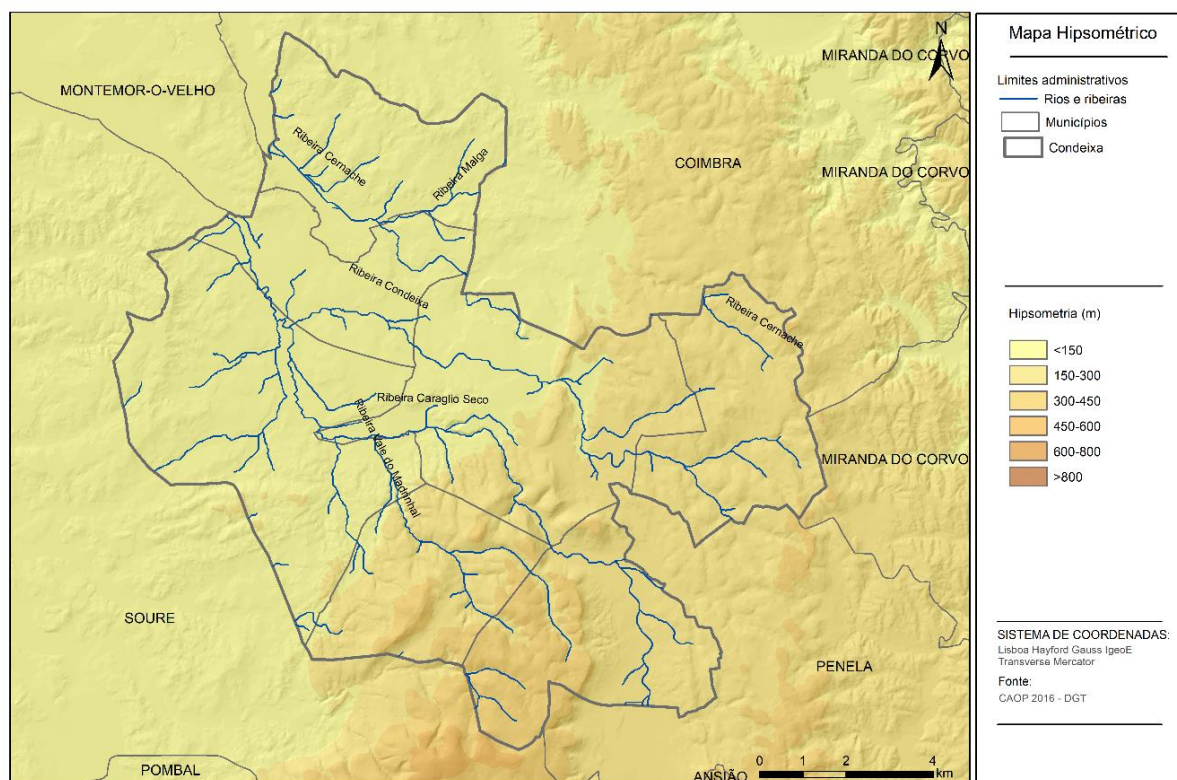 MONTEMOR-O-VELHO
MIRANDA DO CORVO
N
COIMBRA
MIRANDA DO CORVO
Ribeira Cernache
Ribeira Malga
Ribeira Condeixa
Ribeira Cernache
Ribeira Caraglio Seco
Ribeira Vale do Madrinhal
MIRANDA DO CORVO
SOURE
PENELA
POMBAL
ANSIÃO
0 1 2 4
km
Mapa Hipsométrico
Limites administrativos
Rios e ribeiras
Municípios
Condeixa
Hipsometria (m)
<150
150-300
300-450
450-600
600-800
>800
SISTEMA DE COORDENADAS:
Lisboa Hayford Gauss IgeoE
Transverse Mercator
Fonte:
CAOP 2016 - DGT